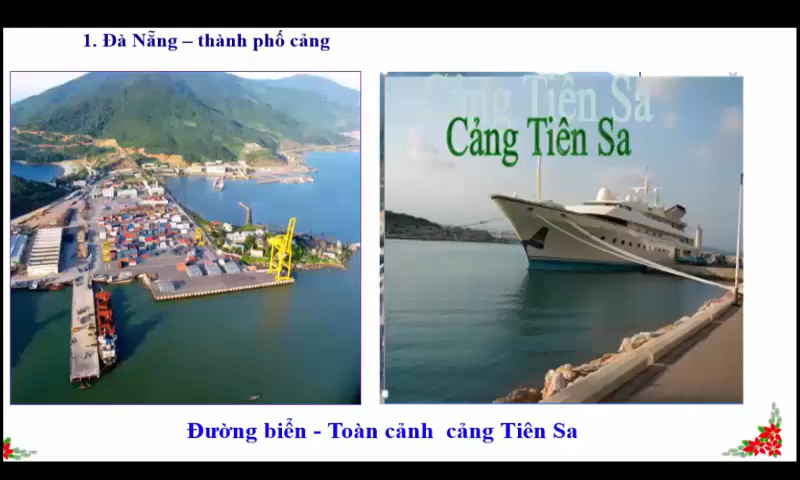 1. Đà Nẵng – thành phố cảng
Cảng Tiên Sa
Cảng Tiên Sa
Đường biển - Toàn cảnh cảng Tiên Sa